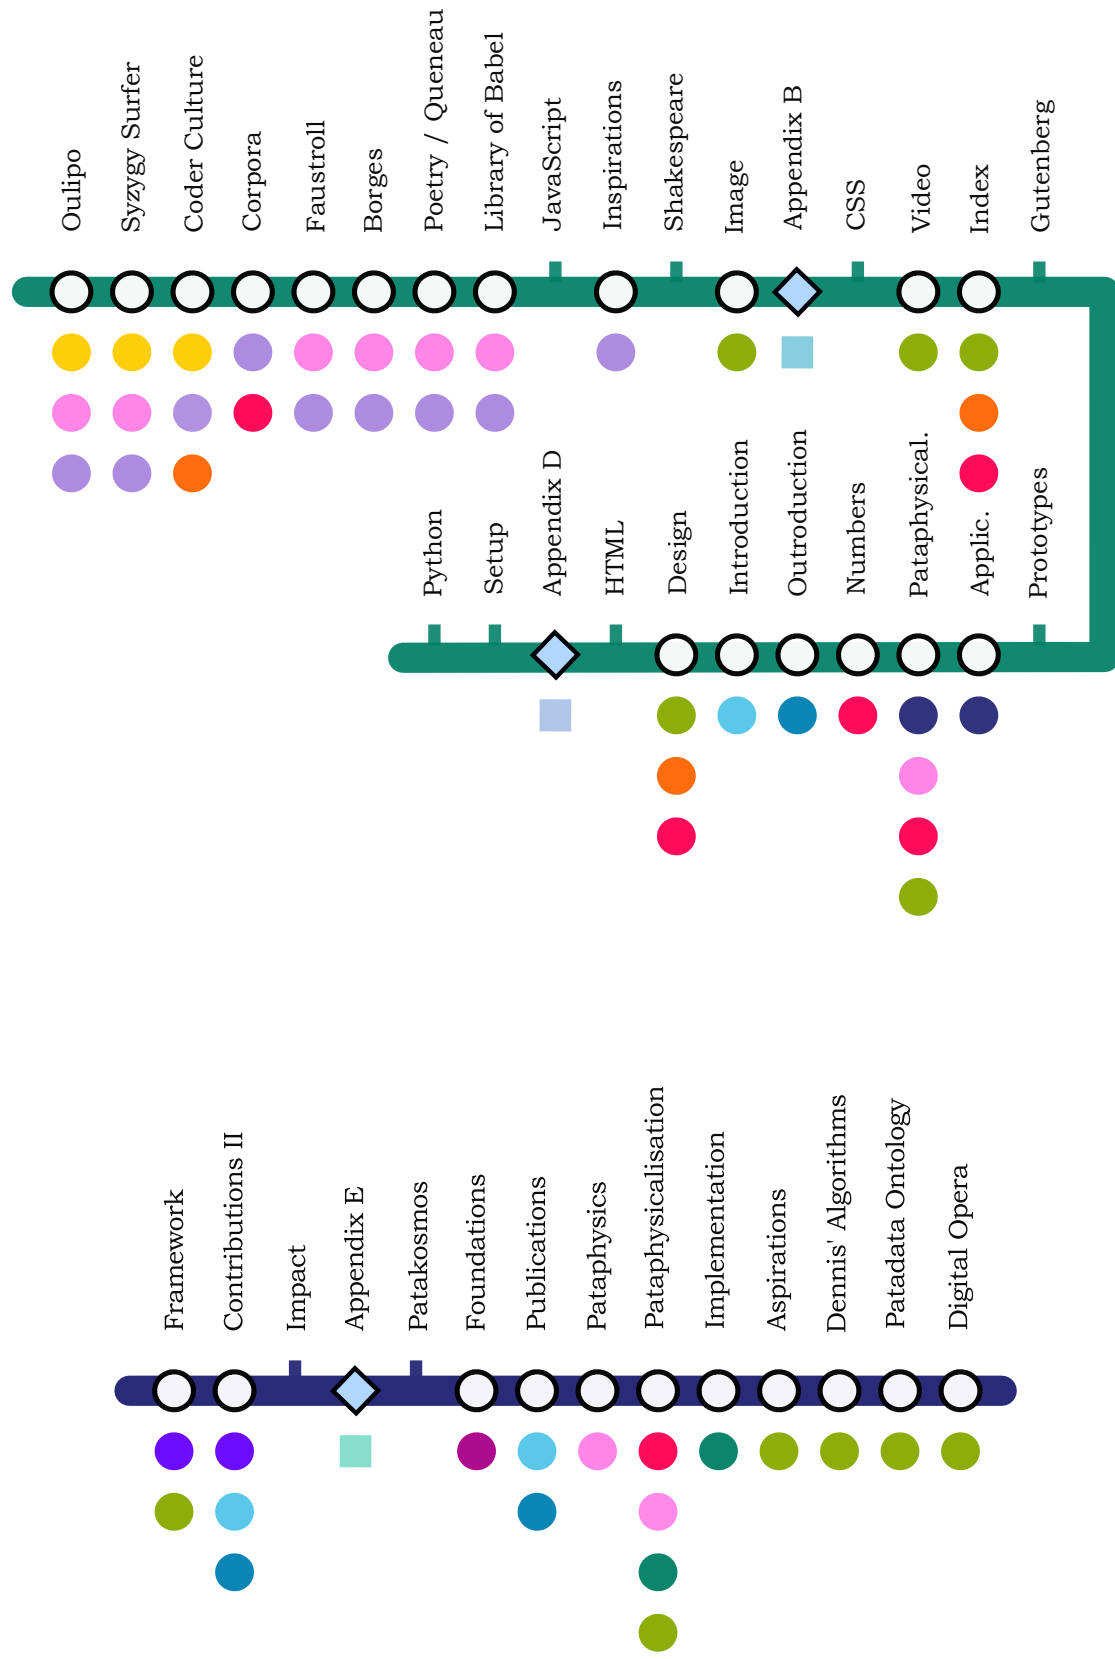 Oulipo
Syzygy Surfer
Coder Culture
Corpora
Faustroll
Borges
Poetry / Queneau
Library of Babel
JavaScript
Inspirations
Shakespeare
Image
Appendix B
CSS
Video
Index
Gutenberg
Python
Setup
Appendix D
HTML
Design
Introduction
Outroduction
Numbers
Pataphysical.
Applic.
Prototypes
Framework
Contributions II
Impact
Appendix E
Patakosmos
Foundations
Publications
Pataphysics
Pataphysicalisation
Implementation
Aspirations
Dennis' Algorithms
Patadata Ontology
Digital Opera